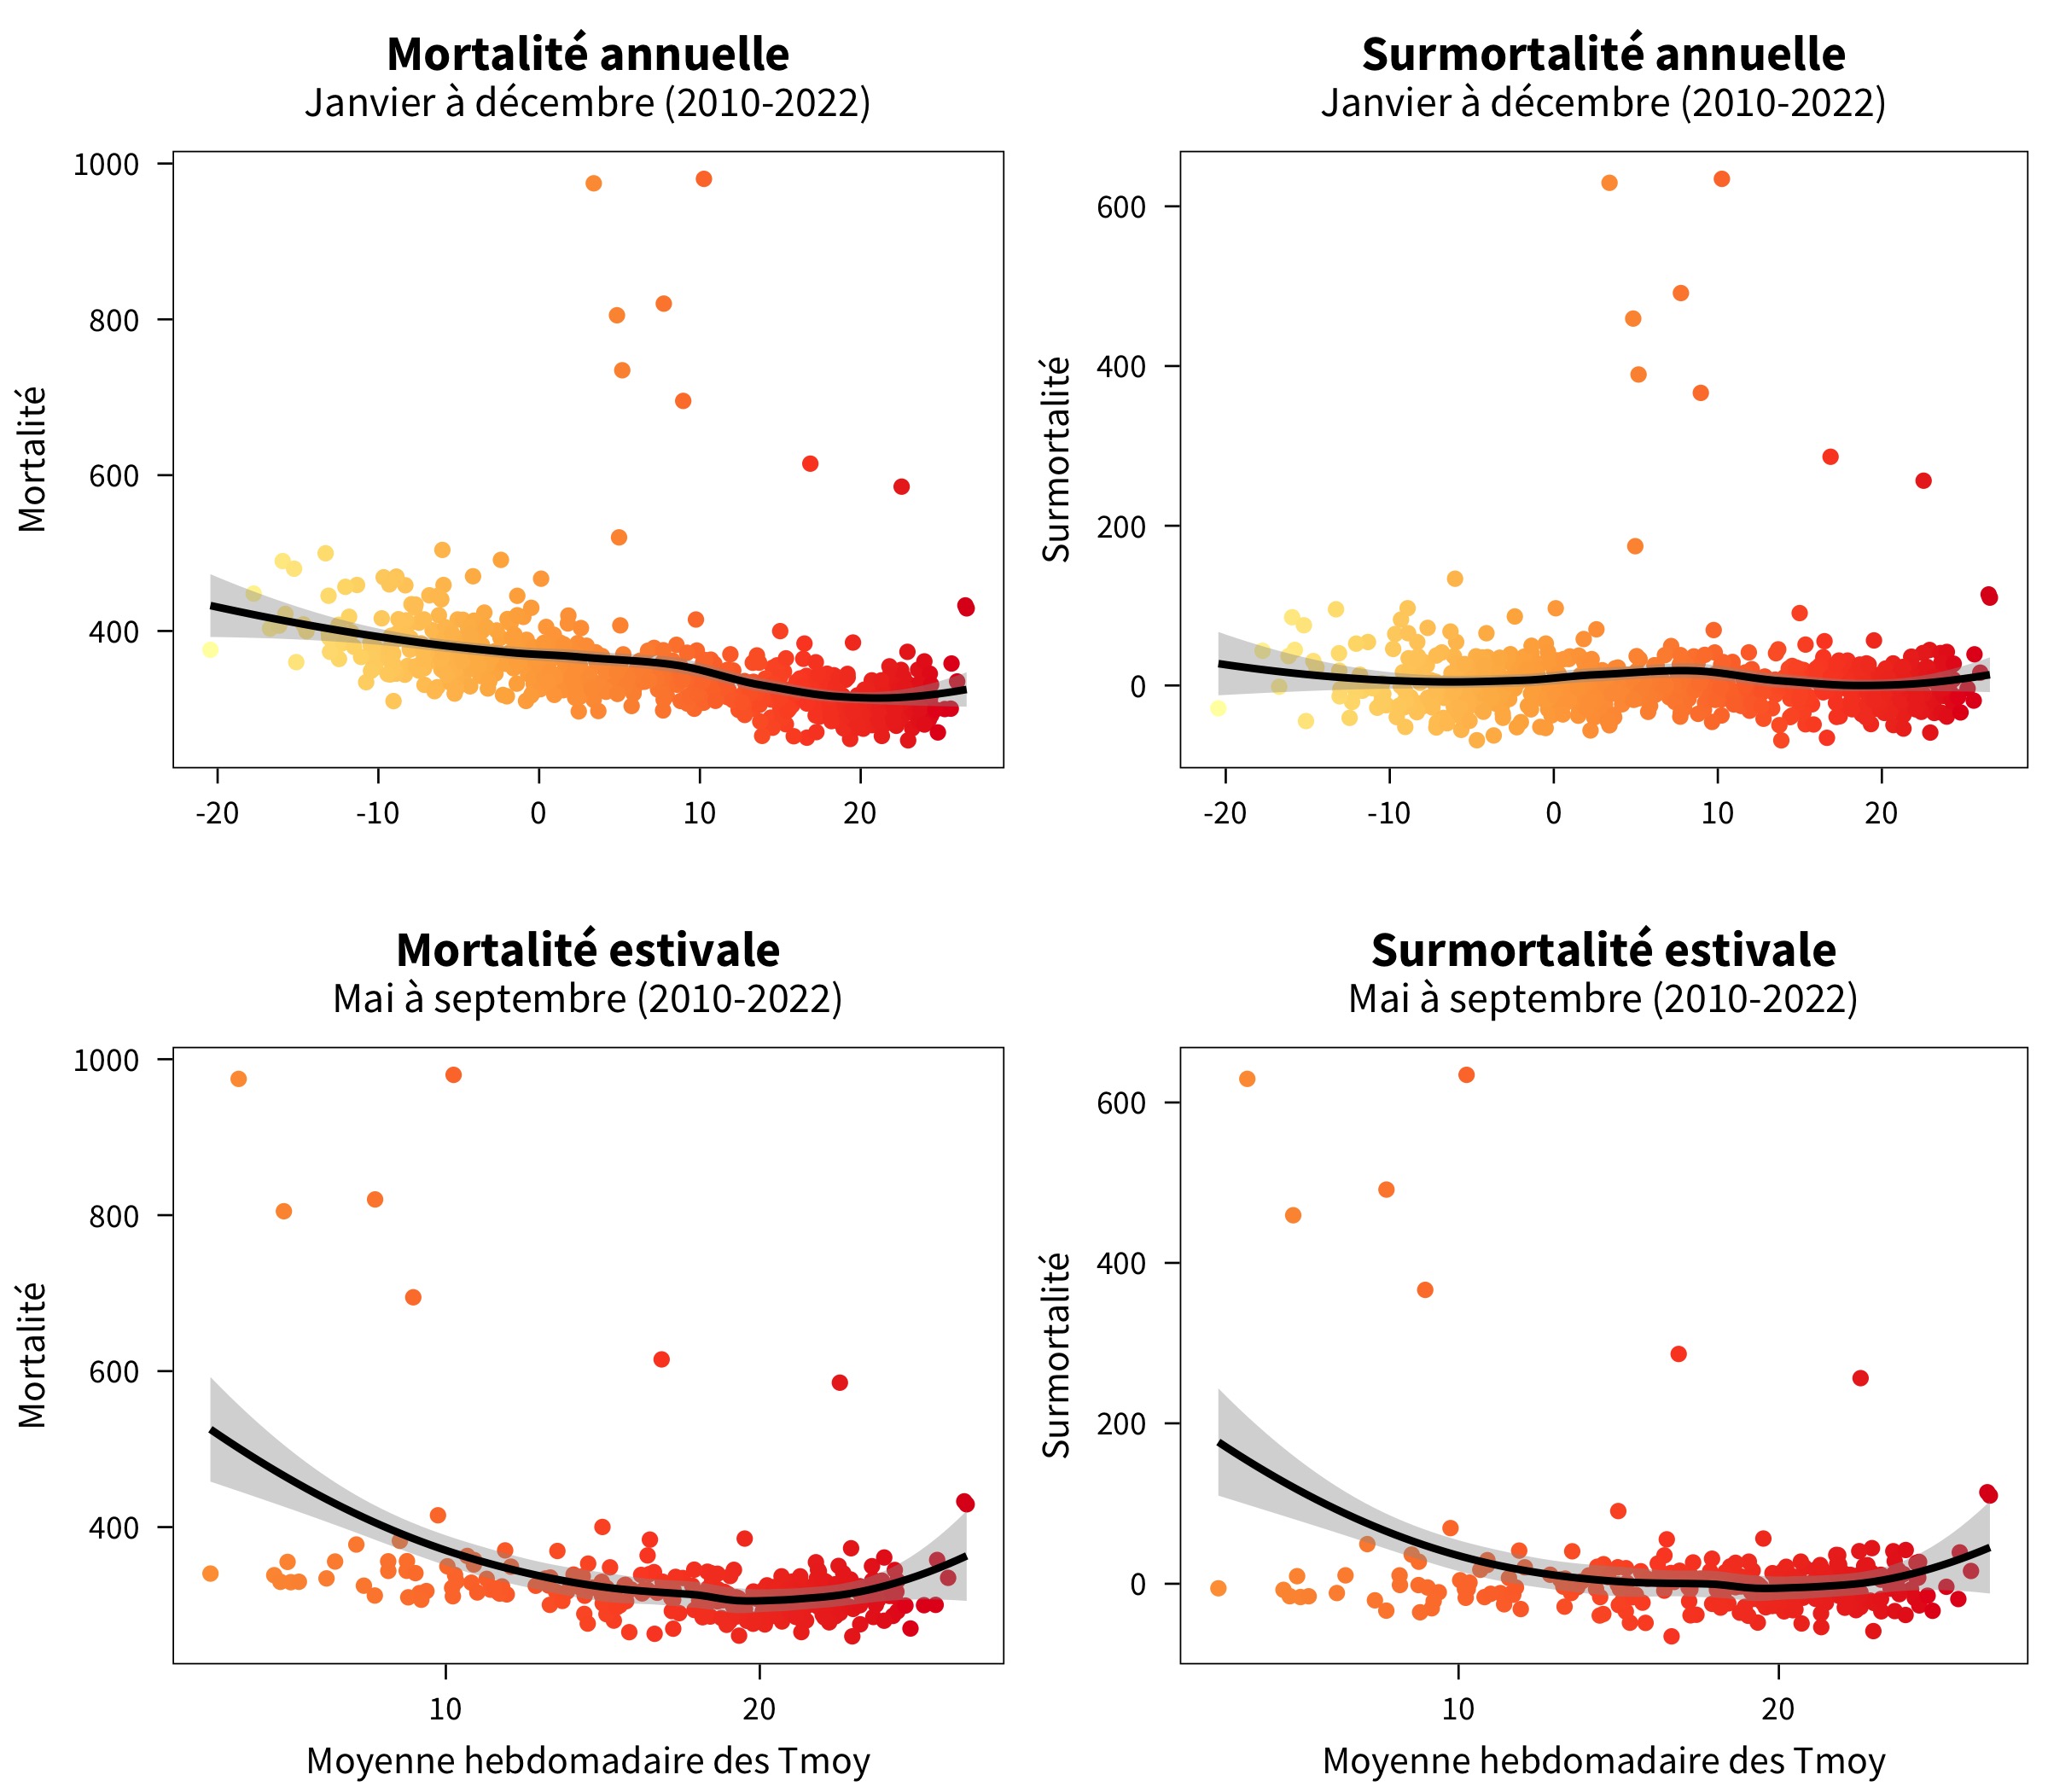 Mortalité annuelle
Janvier à décembre (2010-2022)
Mortalité
1000
800
600
400
-20 -10 0 10 20
Surmortalité annuelle
Janvier à décembre (2010-2022)
Surmortalité
600
400
200
0
-20 -10 0 10 20
Mortalité estivale
Mai à septembre (2010-2022)
Mortalité
1000
800
600
400
10 20
Moyenne hebdomadaire des Tmoy
Surmortalité estivale
Mai à septembre (2010-2022)
Surmortalité
600
400
200
0
10 20
Moyenne hebdomadaire des Tmoy